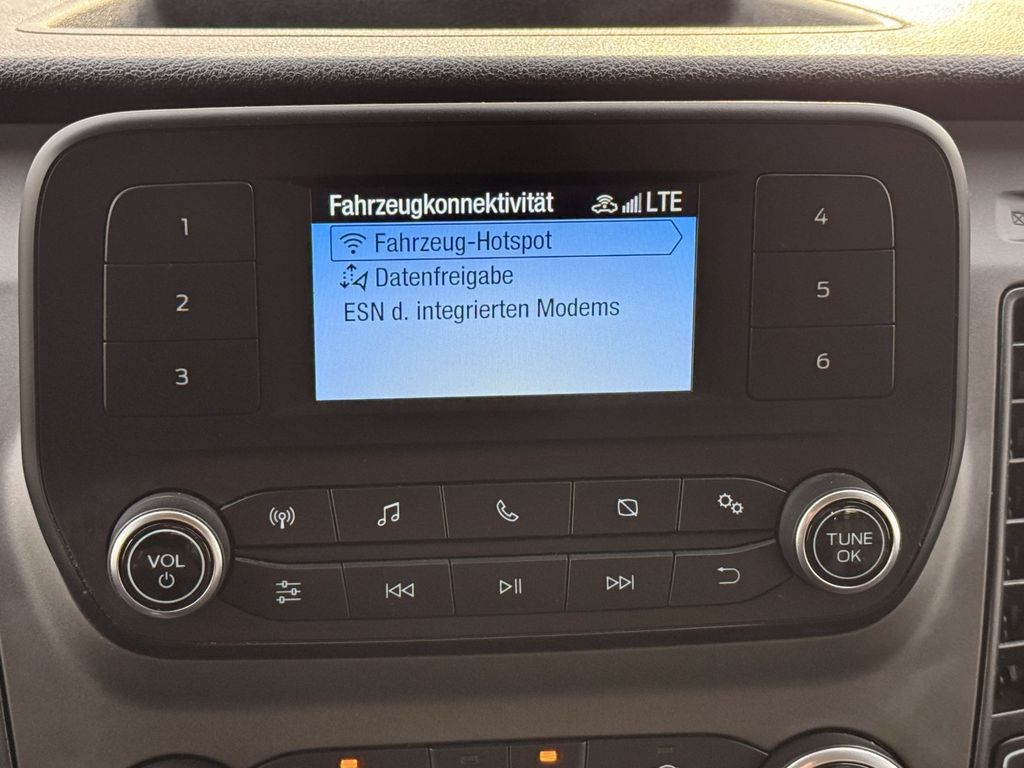 Fahrzeugkonnektivität LTE
Fahrzeug-Hotspot
Datenfreigabe
ESN d. integrierten Modems
1
2
3
4
5
6
VOL
TUNE
OK